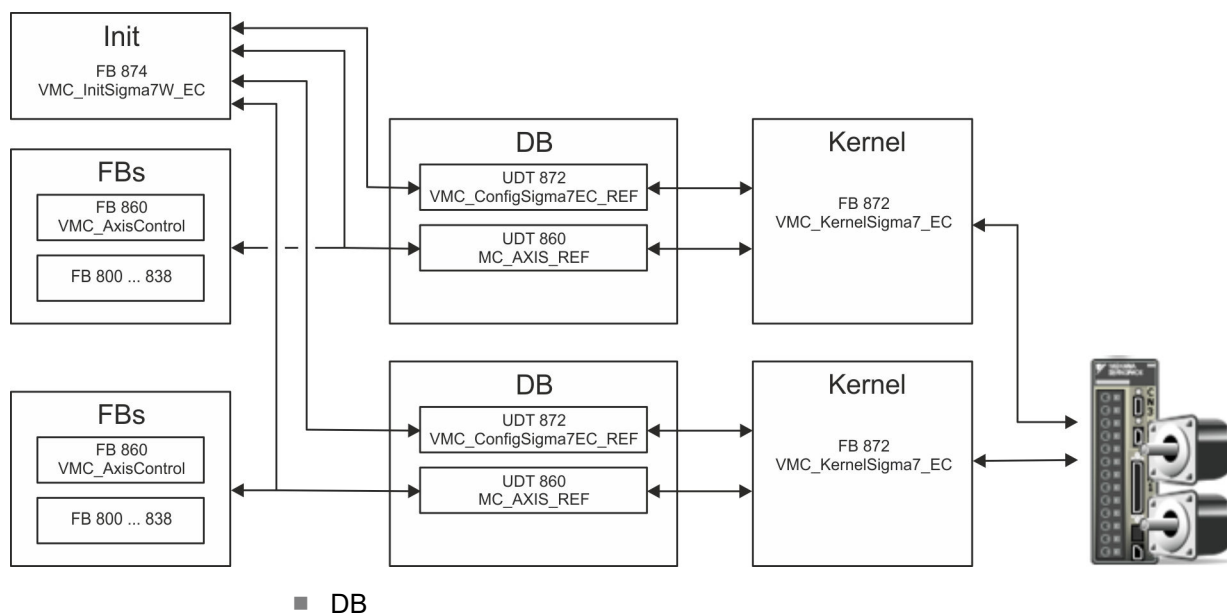 Init
FB 874
VMC_InitSigma7W_EC
FBs
FB 860
VMC_AxisControl
FB 800 ... 838
DB
UDT 872
VMC_ConfigSigma7EC_REF
UDT 860
MC_AXIS_REF
Kernel
FB 872
VMC_KernelSigma7_EC
FBs
FB 860
VMC_AxisControl
FB 800 ... 838
DB
UDT 872
VMC_ConfigSigma7EC_REF
UDT 860
MC_AXIS_REF
Kernel
FB 872
VMC_KernelSigma7_EC
■ DB